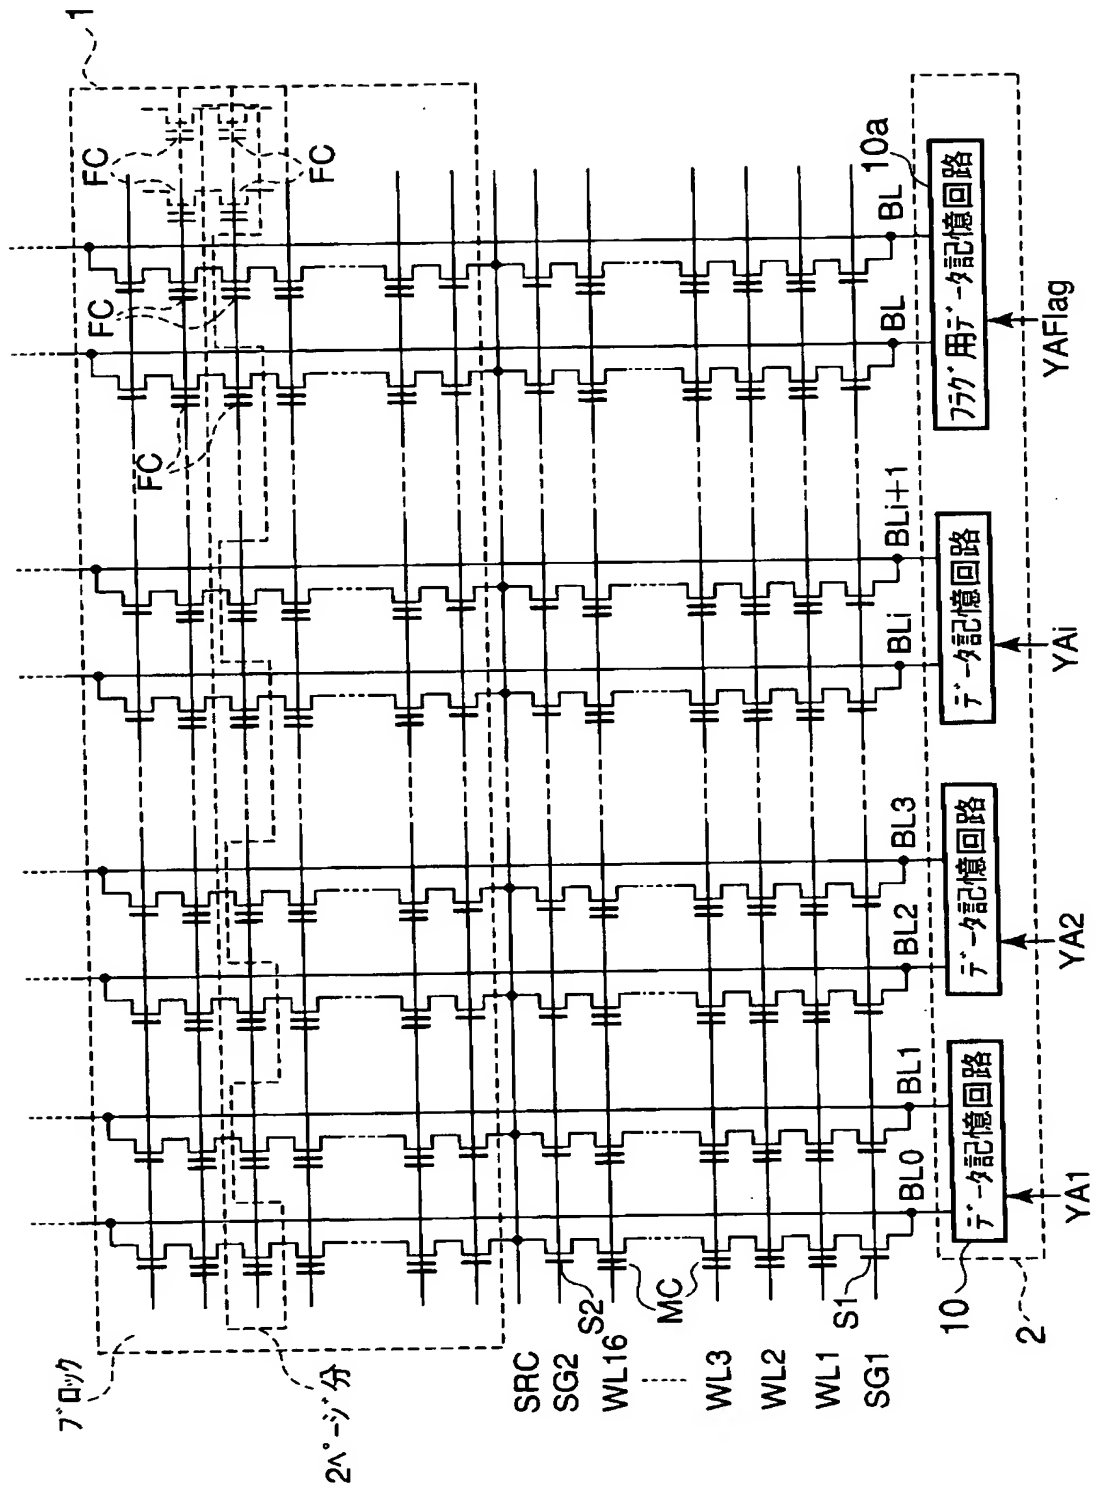 1
ブロック
2ページ分
FC
FC
FC
FC
SRC
SG2
S2
WL16
MC
WL3
WL2
WL1
SG1
S1
BL0
BL1
BL2
BL3
BLi
BLi+1
BL
BL
10a
10
2
データ記憶回路
データ記憶回路
データ記憶回路
フラグ用データ記憶回路
YA1
YA2
YAi
YAFlag